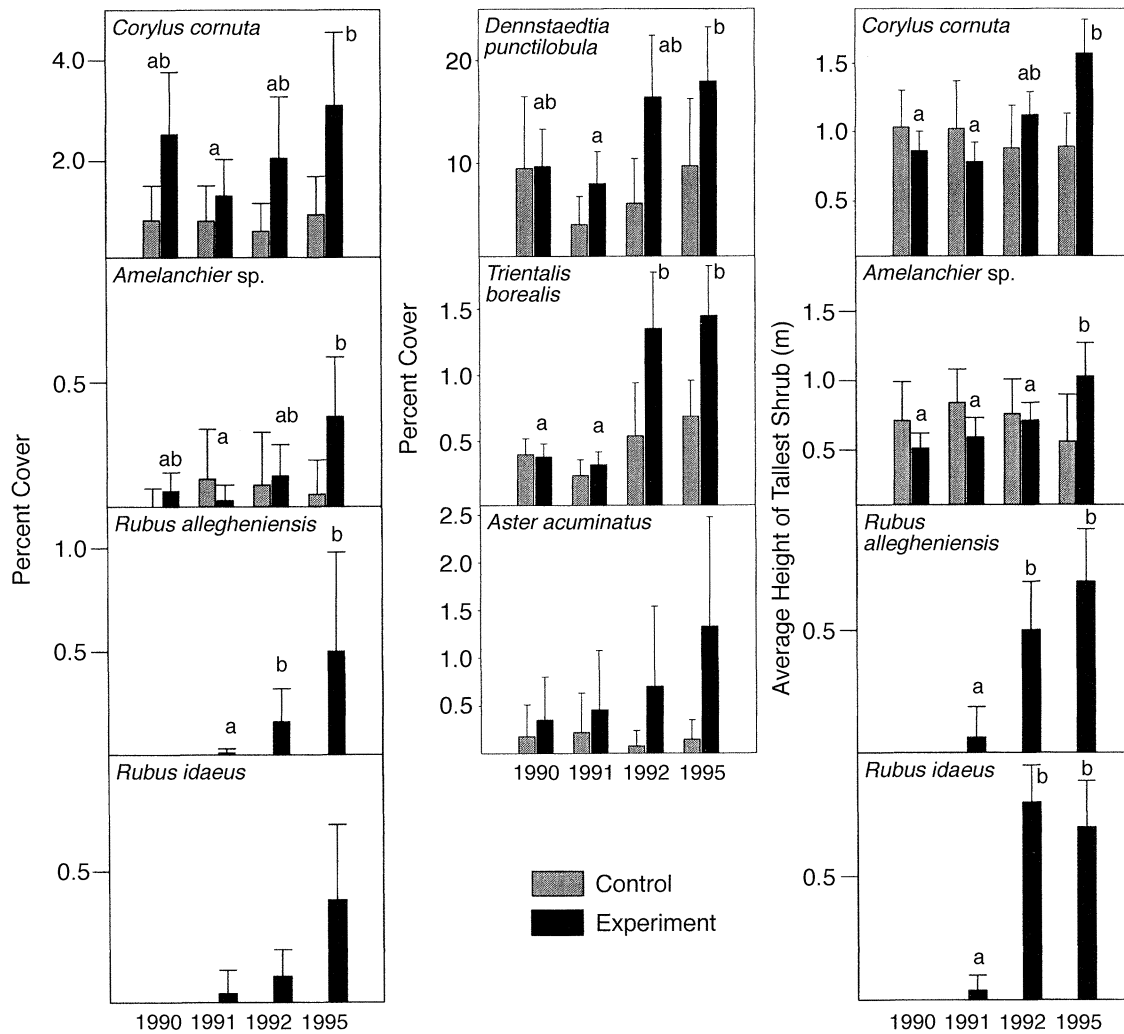 Corylus cornuta
4.0
2.0
ab
a
ab
b
Amelanchier sp.
0.5
ab
a
ab
b
Rubus allegheniensis
1.0
0.5
a
b
b
Rubus idaeus
0.5
1990 1991 1992 1995
Percent Cover
Dennstaedtia
punctilobula
20
10
ab
a
ab
b
Trientalis
borealis
1.5
1.0
0.5
a
a
b
b
Aster acuminatus
2.5
2.0
1.5
1.0
0.5
1990 1991 1992 1995
Percent Cover
Control
Experiment
Corylus cornuta
1.5
1.0
0.5
a
a
ab
b
Amelanchier sp.
1.5
1.0
0.5
a
a
a
b
Rubus
allegheniensis
0.5
a
b
b
Rubus idaeus
0.5
a
b
b
1990 1991 1992 1995
Average Height of Tallest Shrub (m)